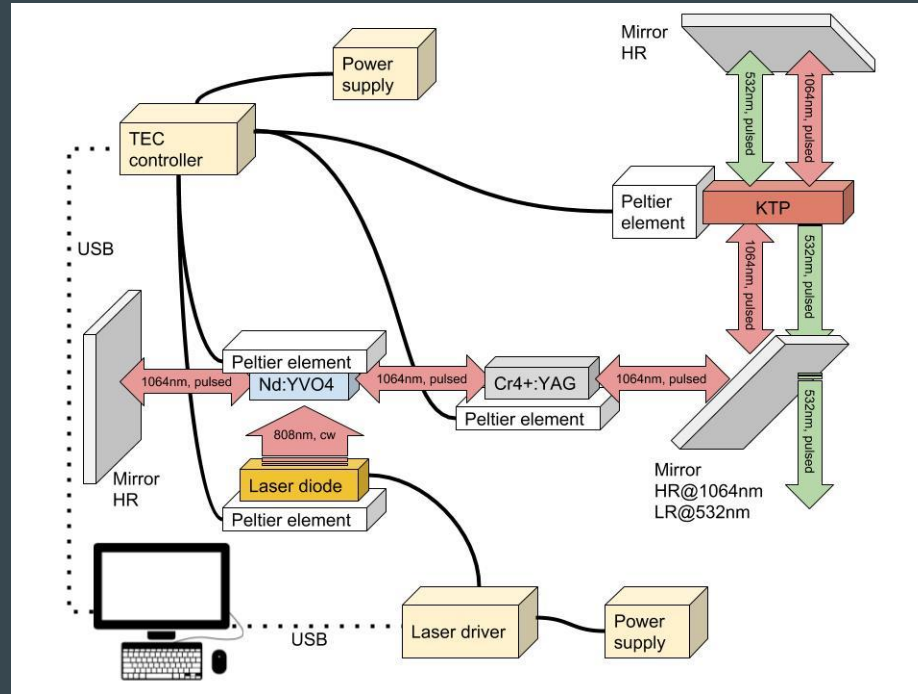 Power
supply
Mirror
HR
TEC
controller
532nm, pulsed
1064nm, pulsed
Peltier
element
KTP
USB
1064nm, pulsed
532nm, pulsed
Peltier element
Nd:YVO4
1064nm, pulsed
1064nm, pulsed
Cr4+:YAG
1064nm, pulsed
Peltier element
808nm, cw
532nm, pulsed
Laser diode
Peltier element
Mirror
HR
Mirror
HR@1064nm
LR@532nm
USB
Laser driver
Power
supply